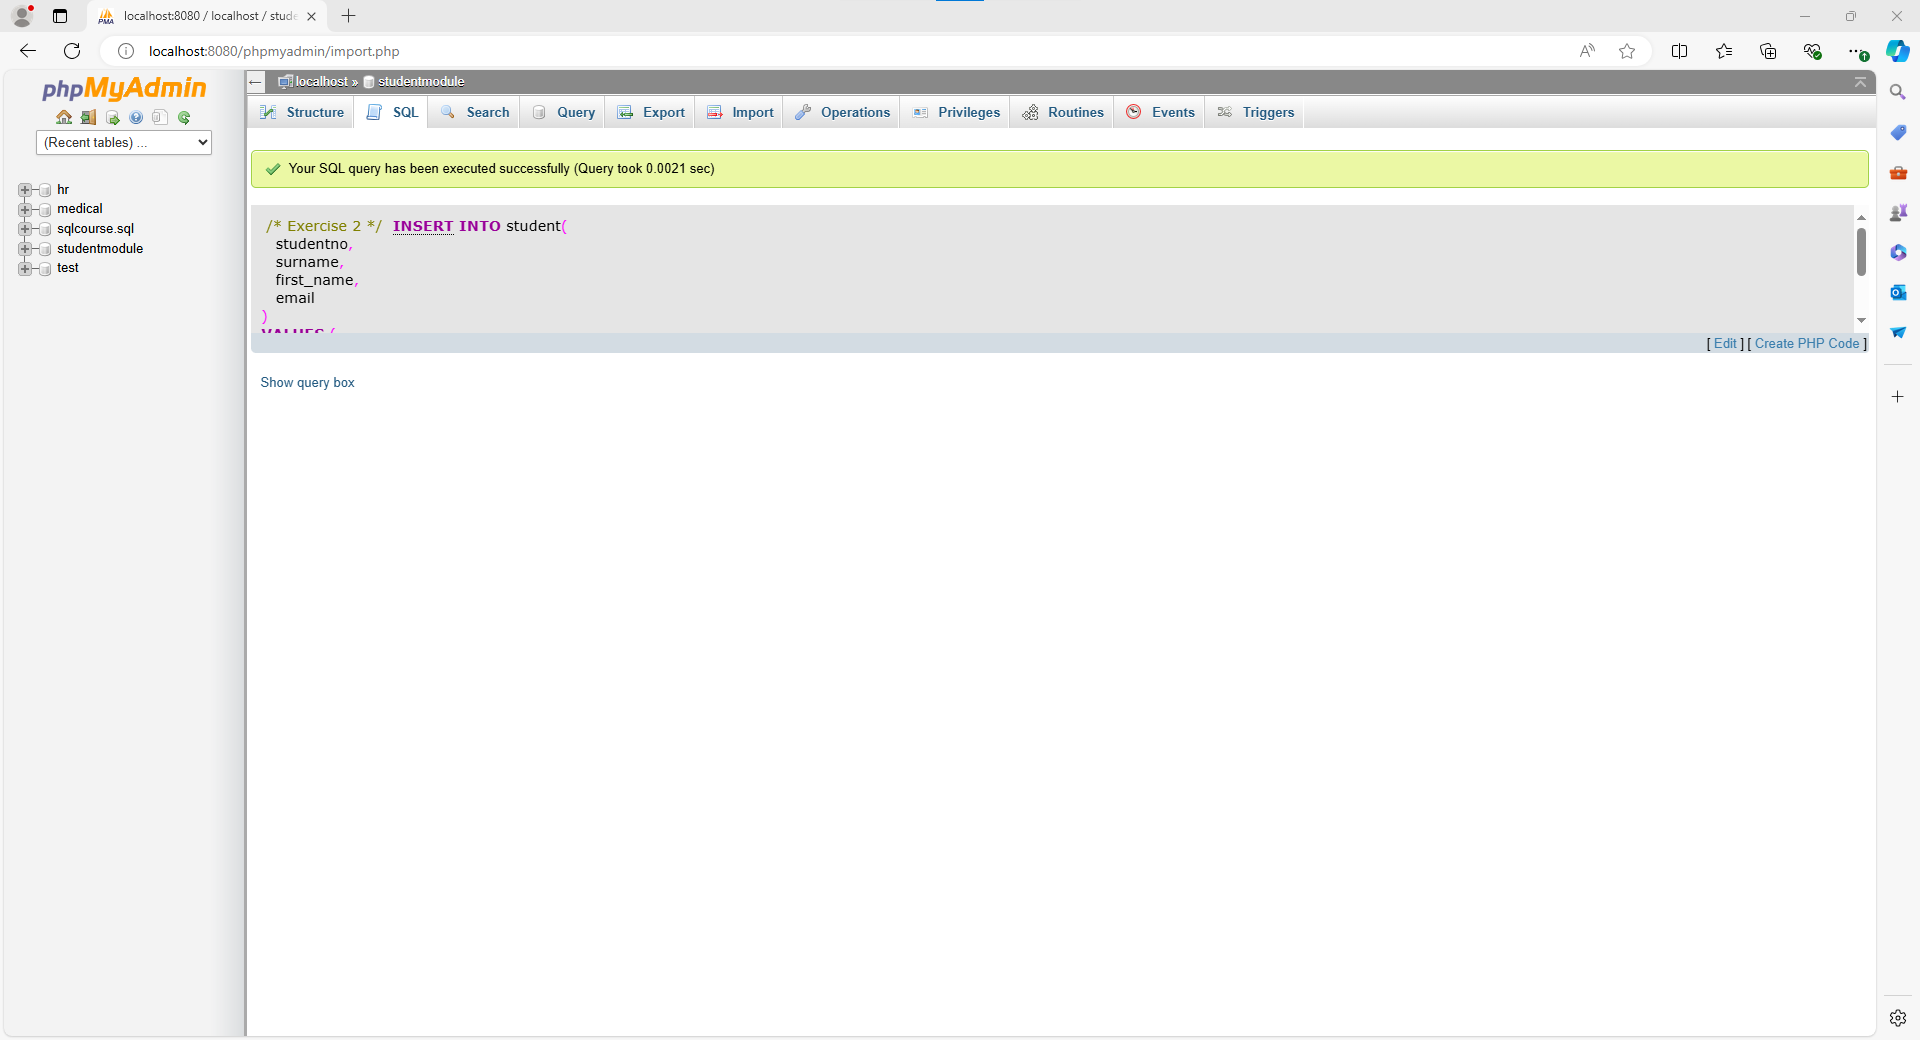 localhost:8080 / localhost / stude
localhost:8080/phpmyadmin/import.php
phpMyAdmin
(Recent tables) ...
hr
medical
sqlcourse.sql
studentmodule
test
localhost » studentmodule
Structure SQL Search Query Export Import Operations Privileges Routines Events Triggers
Your SQL query has been executed successfully (Query took 0.0021 sec)
/* Exercise 2 */ INSERT INTO student(
studentno,
surname,
first_name,
email
)
VALUES (
[ Edit ] [ Create PHP Code ]
Show query box